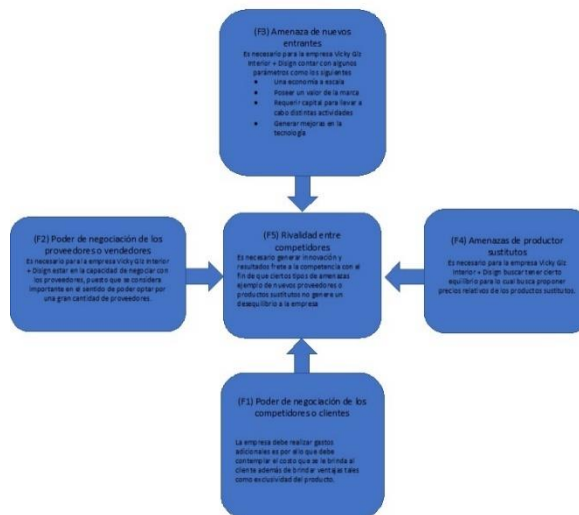 (F3) Amenaza de nuevos
entrantes
Es necesario para la empresa Vicky Glz
Interior + Disign contar con algunos
parámetros como los siguientes
• Una economía a escala
• Poseer un valor de la marca
• Requerir capital para llevar a
cabo distintas actividades
• Generar mejoras en la
tecnología
(F2) Poder de negociación de los
proveedores o vendedores
Es necesario para la empresa Vicky Glz Interior
+ Disign estar en la capacidad de negociar con
los proveedores, puesto que se considera
importante en el sentido de poder optar por
una gran cantidad de proveedores.
(F5) Rivalidad entre
competidores
Es necesario generar innovación y
resultados frete a la competencia con el
fin de que ciertos tipos de amenazas
ejemplo de nuevos proveedores o
productos sustitutos no genere un
desequilibrio a la empresa
(F4) Amenazas de productor
sustitutos
Es necesario para la empresa Vicky Glz
Interior + Disign buscar tener cierto
equilibrio para lo cual busca proponer
precios relativos de los productos sustitutos.
(F1) Poder de negociación de los
competidores o clientes
La empresa debe realizar gastos
adicionales es por ello que debe
contemplar el costo que se le brinda al
cliente además de brindar ventajas tales
como exclusividad del producto.